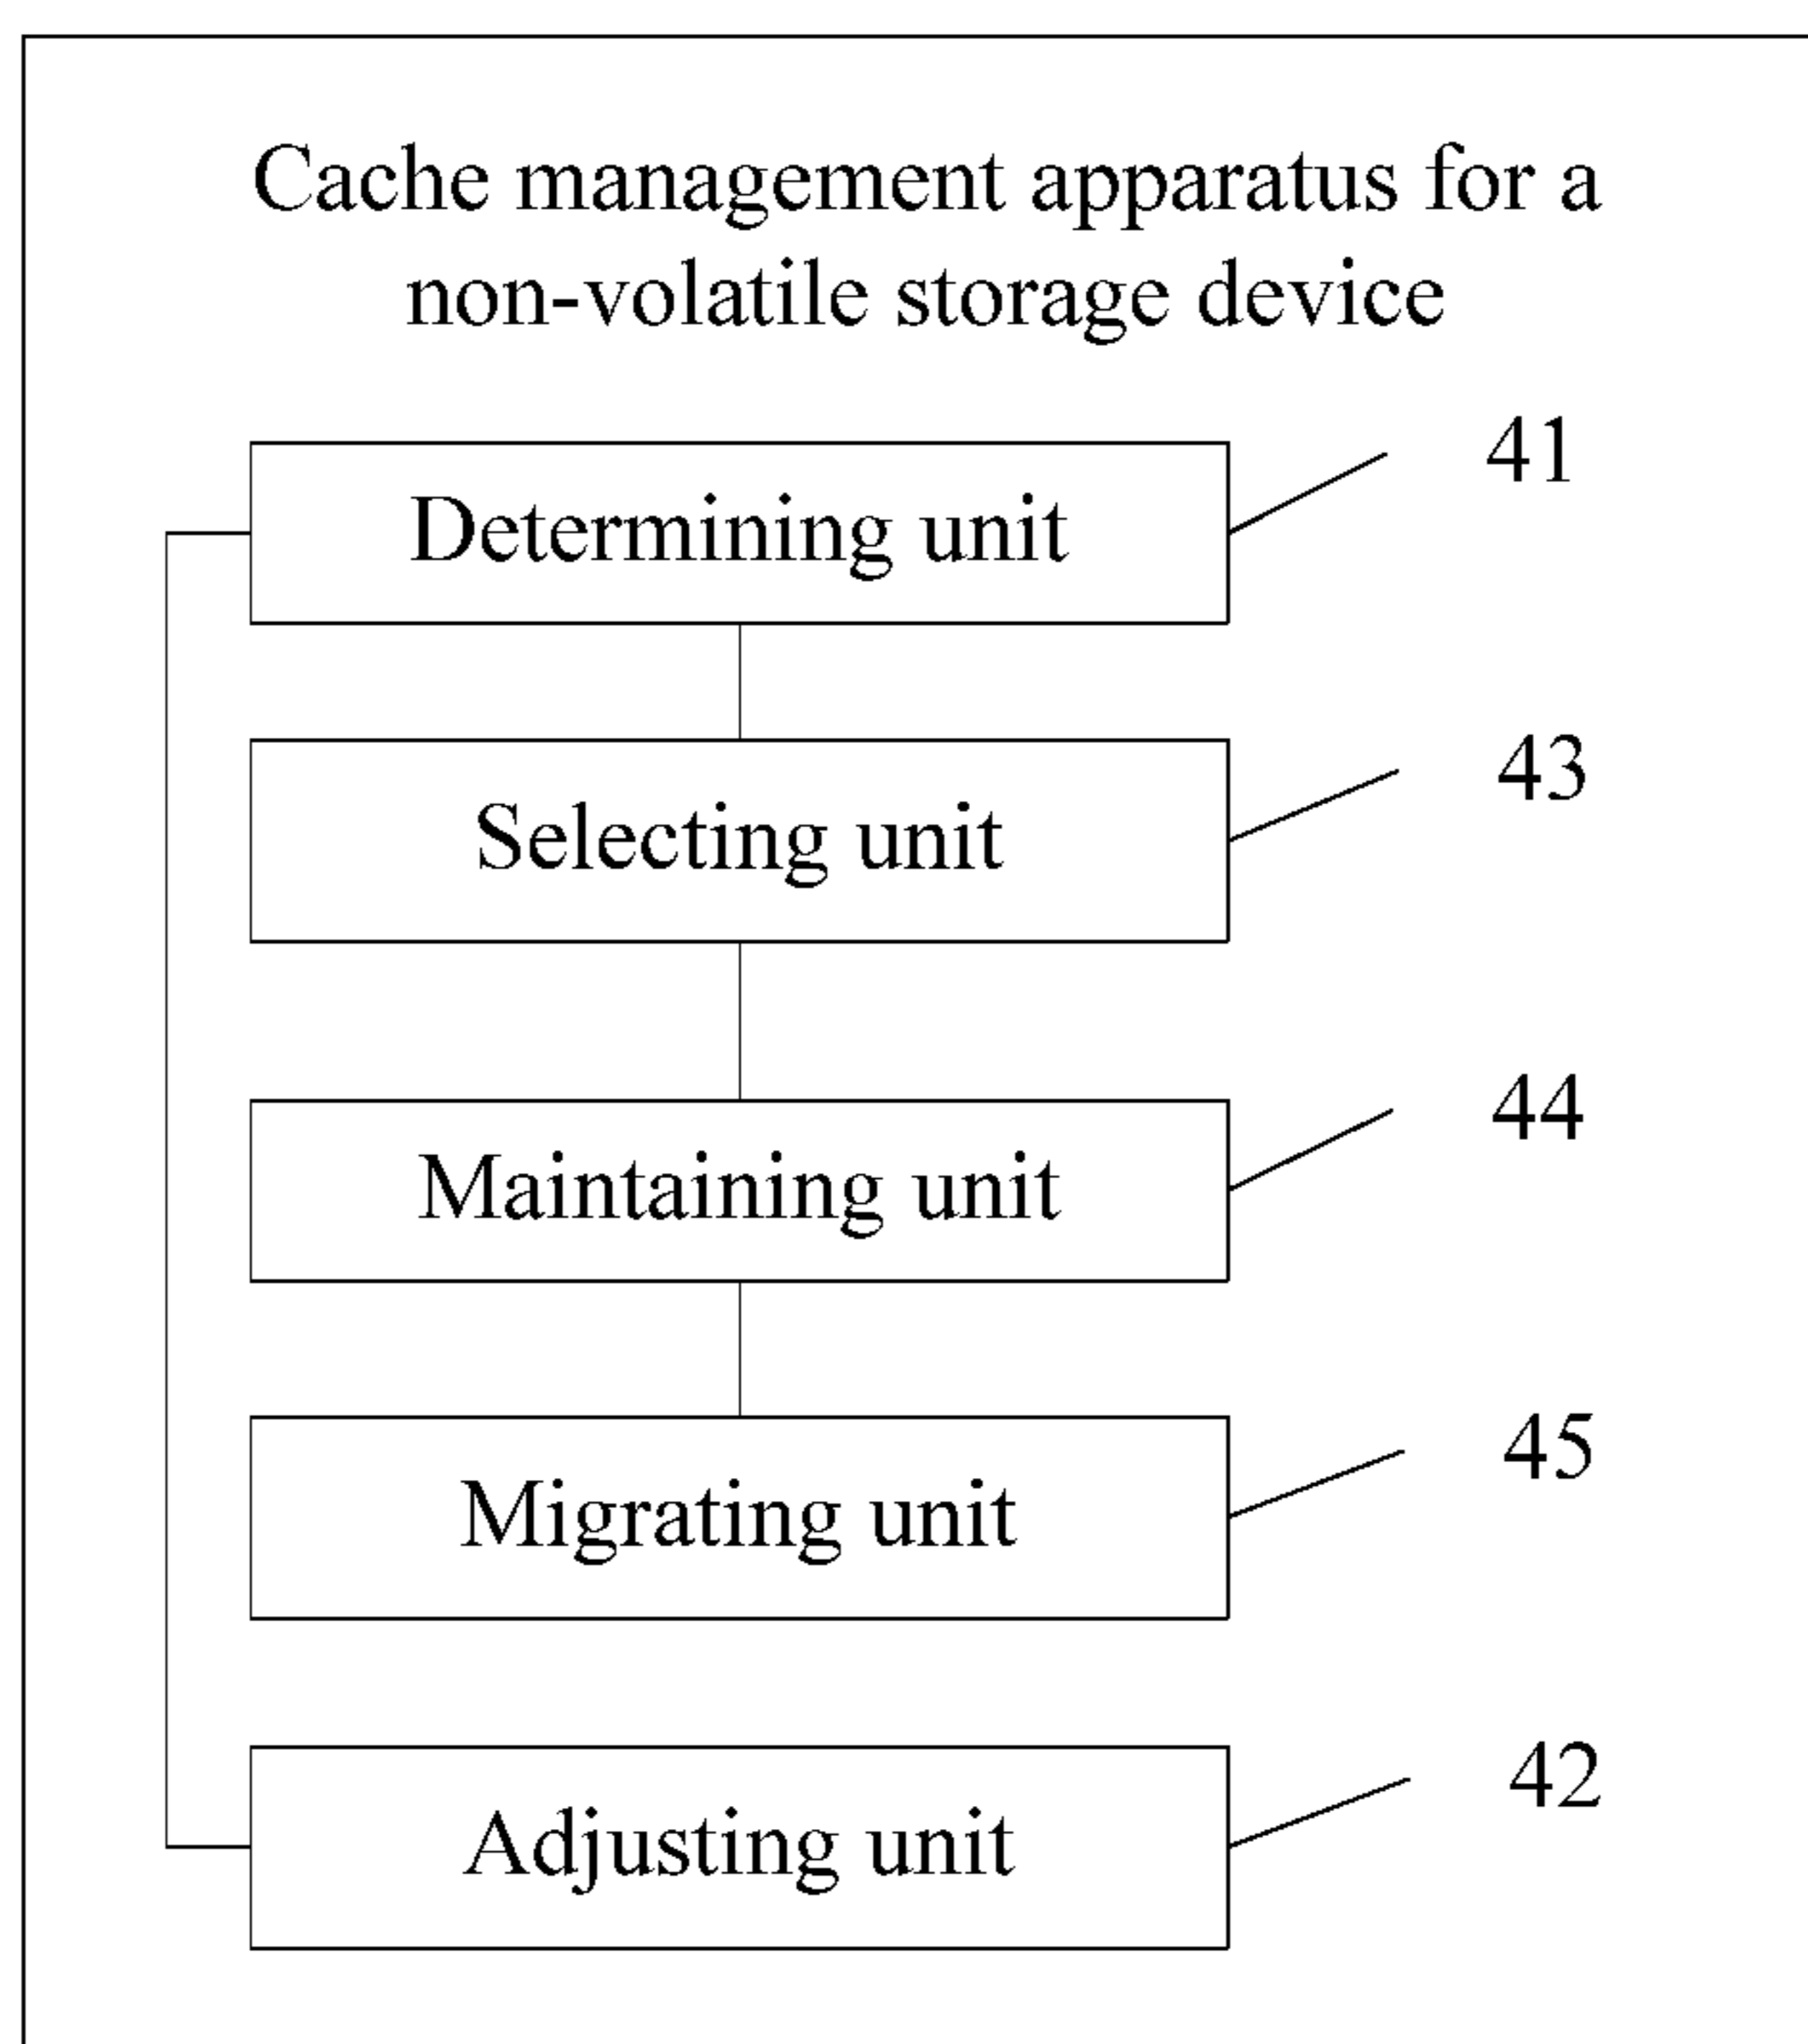 Cache management apparatus for a
non-volatile storage device
41
Determining unit
43
Selecting unit
44
Maintaining unit
45
Migrating unit
42
Adjusting unit